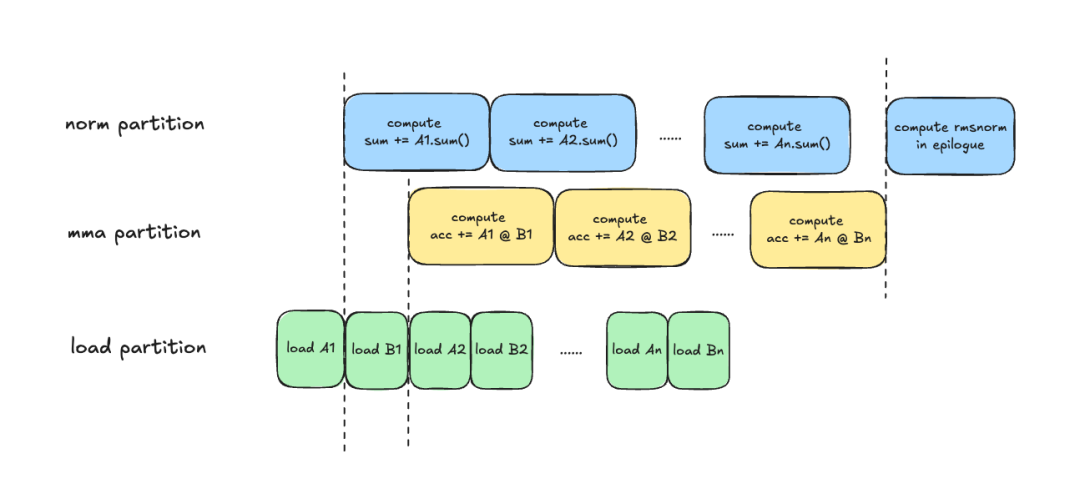 norm partition
compute
sum += A1.sum()
compute
sum += A2.sum()
......
compute
sum += An.sum()
compute rmsnorm
in epilogue
mma partition
compute
acc += A1 @ B1
compute
acc += A2 @ B2
......
compute
acc += An @ Bn
load partition
load A1
load B1
load A2
load B2
......
load An
load Bn